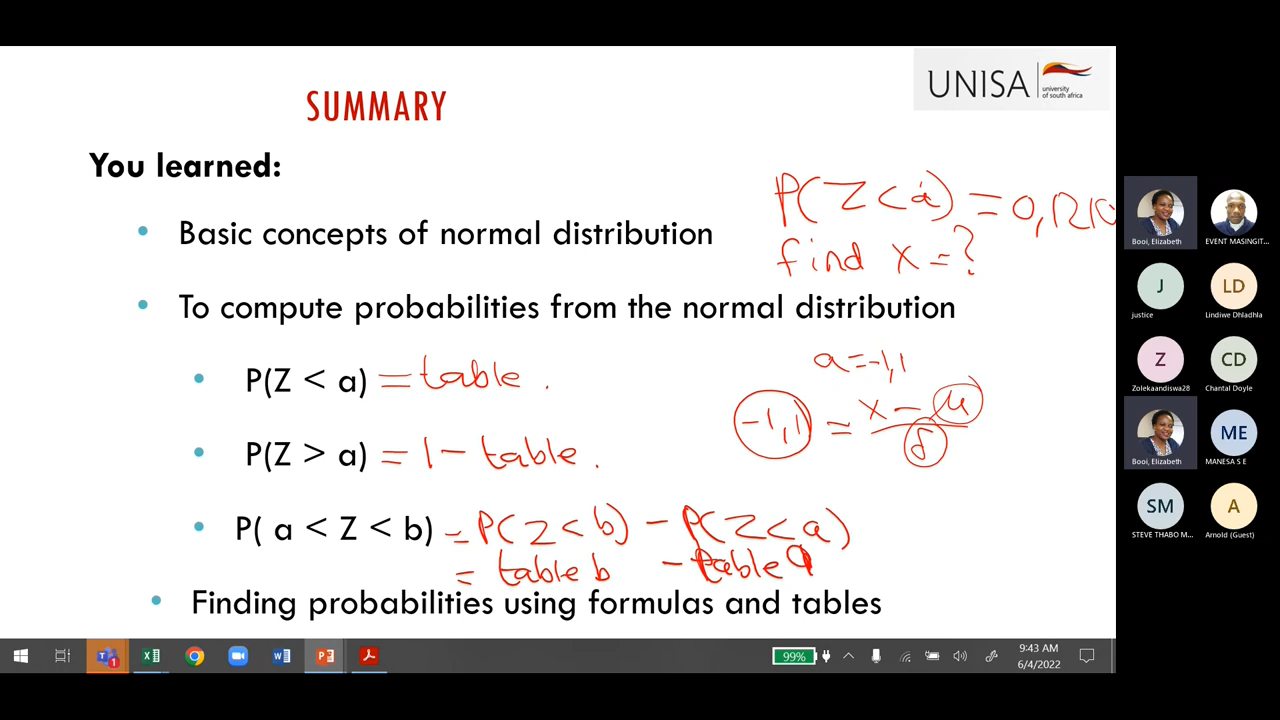 SUMMARY
UNISA
university
of south africa
You learned:
P(Z < a) =
find x = ?
• Basic concepts of normal distribution
• To compute probabilities from the normal distribution
a = -1,1
• P(Z < a) = table .
-1,1 = x - μ
δ
• P(Z > a) = 1 - table .
• P( a < Z < b) = P(Z < b) - P(Z < a)
= table b - table a
• Finding probabilities using formulas and tables
Booi, Elizabeth
EVENT MASINGIT...
J
justice
LD
Lindiwe Dhladhla
Z
Zolekaandiswa28
CD
Chantal Doyle
Booi, Elizabeth
ME
MANESA S E
SM
STEVE THABO M...
A
Arnold (Guest)
99%
9:43 AM
6/4/2022